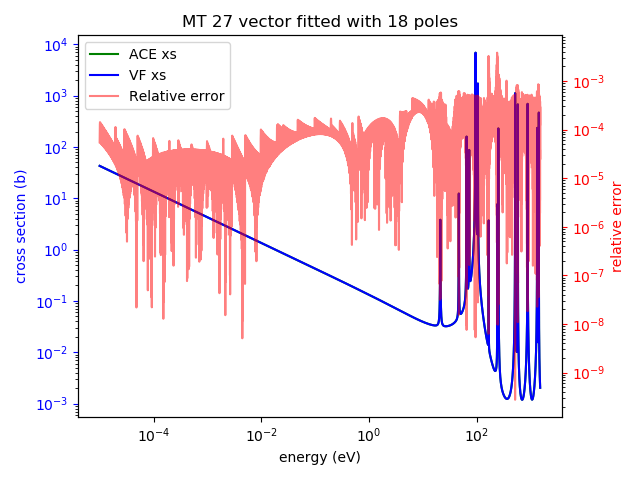 MT 27 vector fitted with 18 poles
ACE xs
VF xs
Relative error
cross section (b)
10^4
10^3
10^2
10^1
10^0
10^-1
10^-2
10^-3
10^-3
10^-4
10^-5
10^-6
10^-7
10^-8
10^-9
relative error
10^-4
10^-2
10^0
10^2
energy (eV)